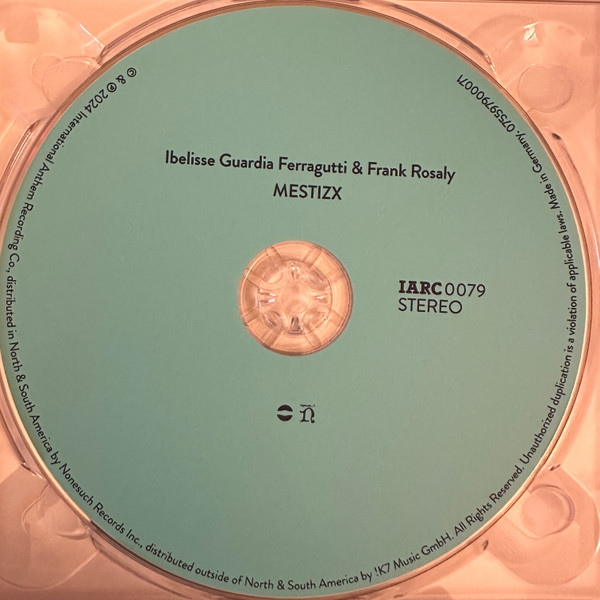 Ibelisse Guardia Ferragutti & Frank Rosaly
MESTIZX
IARC0079
STEREO
© & ℗ 2024 International Anthem Recording Co., distributed in North & South America by Nonesuch Records Inc., distributed outside of North & South America by !K7 Music GmbH. All Rights Reserved. Unauthorized duplication is a violation of applicable laws. Made in Germany. 075597900071